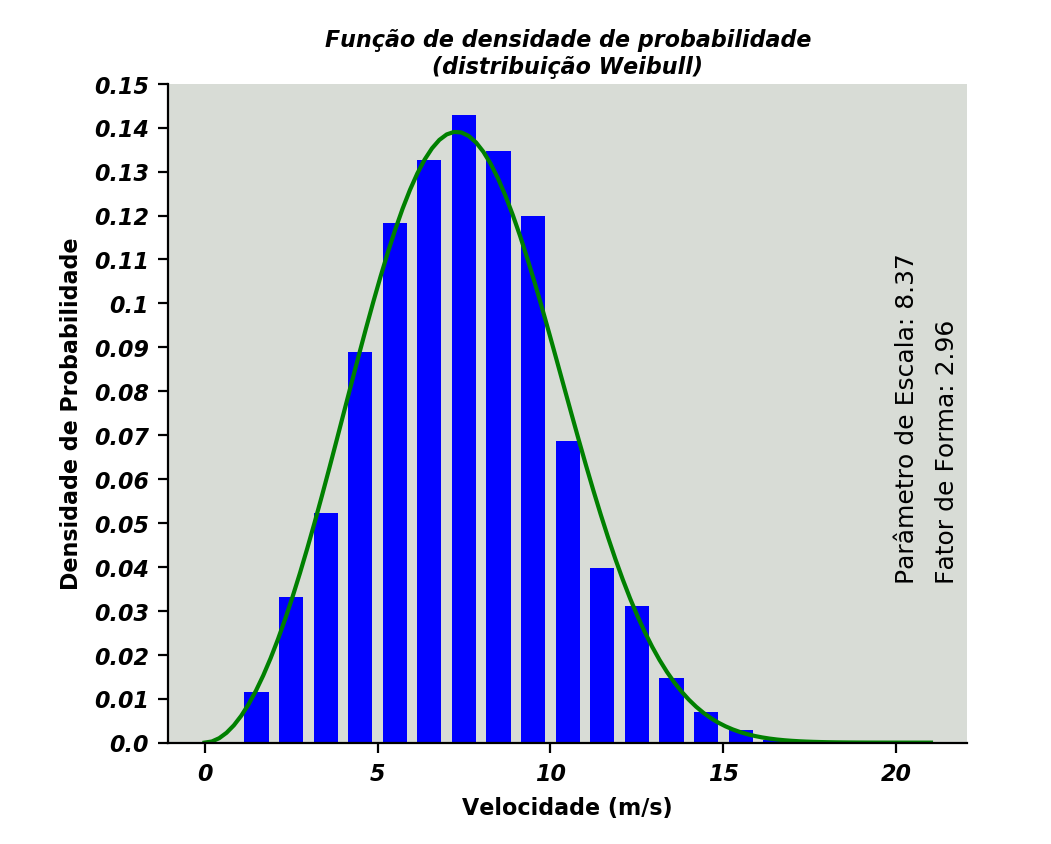 Função de densidade de probabilidade
(distribuição Weibull)
0.15
0.14
0.13
0.12
0.11
0.1
0.09
0.08
0.07
0.06
0.05
0.04
0.03
0.02
0.01
0.0
Densidade de Probabilidade
Parâmetro de Escala: 8.37
Fator de Forma: 2.96
0 5 10 15 20
Velocidade (m/s)